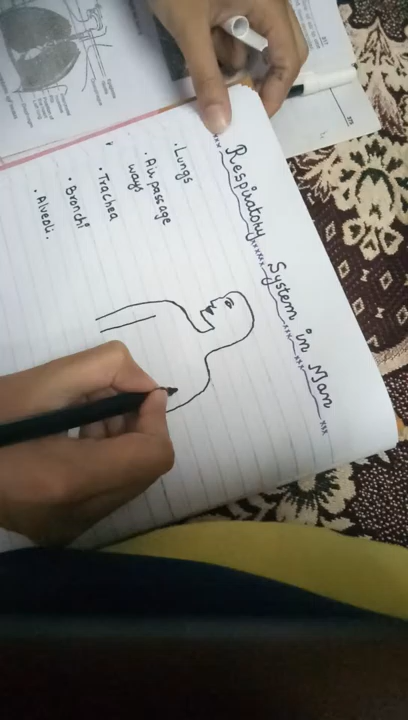 Respiratory System in Man
• Lungs
• Air passage
ways
• Trachea
• Bronchi
• Alveoli.